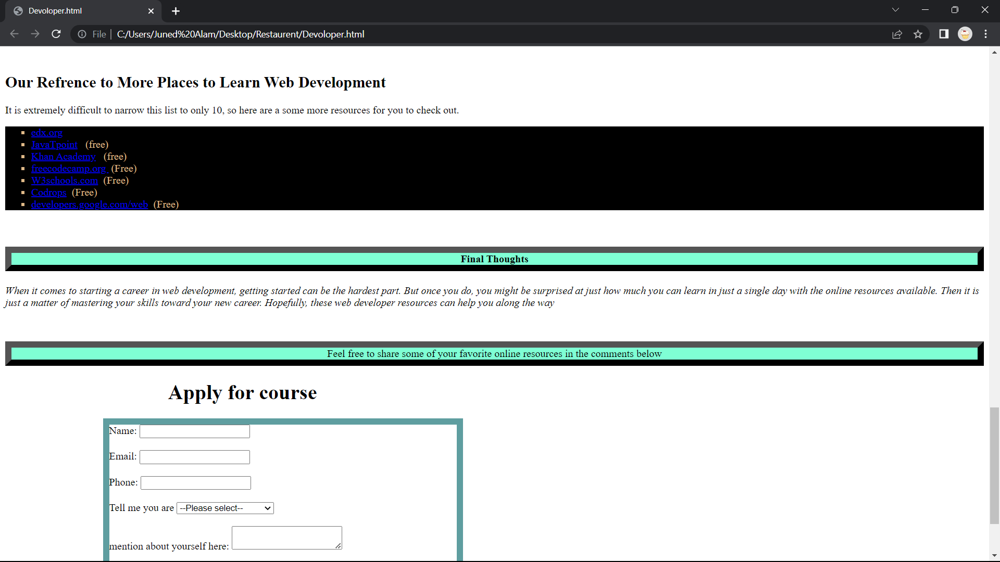 Devoloper.html
File | C:/Users/Juned%20Alam/Desktop/Restaurent/Devoloper.html
Our Refrence to More Places to Learn Web Development
It is extremely difficult to narrow this list to only 10, so here are a some more resources for you to check out.
edx.org
JavaTpoint (free)
Khan Academy (free)
freecodecamp.org (Free)
W3schools.com (Free)
Codrops (Free)
developers.google.com/web (Free)
Final Thoughts
When it comes to starting a career in web development, getting started can be the hardest part. But once you do, you might be surprised at just how much you can learn in just a single day with the online resources available. Then it is
just a matter of mastering your skills toward your new career. Hopefully, these web developer resources can help you along the way
Feel free to share some of your favorite online resources in the comments below
Apply for course
Name:
Email:
Phone:
Tell me you are --Please select--
mention about yourself here: